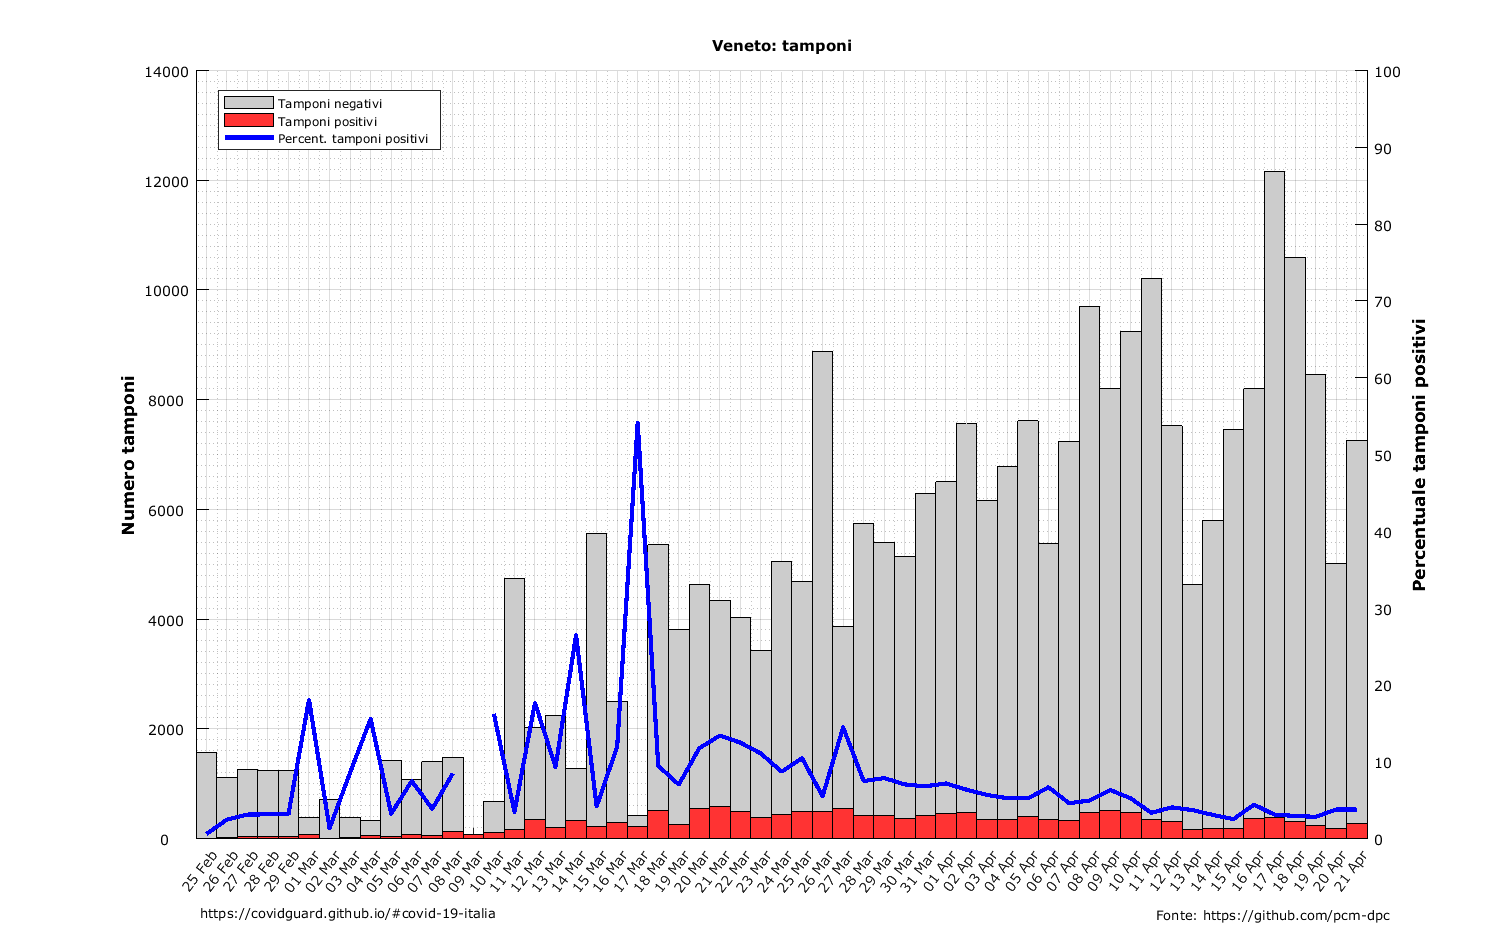 Veneto: tamponi
Tamponi negativi
Tamponi positivi
Percent. tamponi positivi
Numero tamponi
14000
12000
10000
8000
6000
4000
2000
0
100
90
80
70
60
50
40
30
20
10
0
Percentuale tamponi positivi
25 Feb
26 Feb
27 Feb
28 Feb
29 Feb
01 Mar
02 Mar
03 Mar
04 Mar
05 Mar
06 Mar
07 Mar
08 Mar
09 Mar
10 Mar
11 Mar
12 Mar
13 Mar
14 Mar
15 Mar
16 Mar
17 Mar
18 Mar
19 Mar
20 Mar
21 Mar
22 Mar
23 Mar
24 Mar
25 Mar
26 Mar
27 Mar
28 Mar
29 Mar
30 Mar
31 Mar
01 Apr
02 Apr
03 Apr
04 Apr
05 Apr
06 Apr
07 Apr
08 Apr
09 Apr
10 Apr
11 Apr
12 Apr
13 Apr
14 Apr
15 Apr
16 Apr
17 Apr
18 Apr
19 Apr
20 Apr
21 Apr
https://covidguard.github.io/#covid-19-italia
Fonte: https://github.com/pcm-dpc